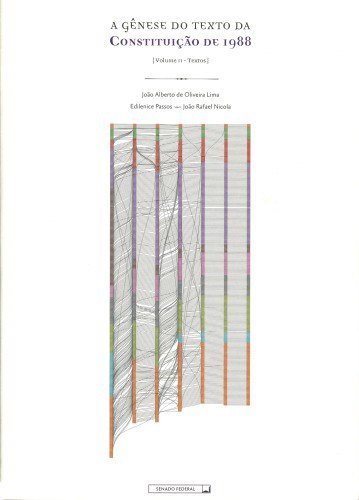 A GÊNESE DO TEXTO DA
CONSTITUIÇÃO DE 1988
[VOLUME II – TEXTOS]
João Alberto de Oliveira Lima
Edilenice Passos João Rafael Nicola
SENADO FEDERAL